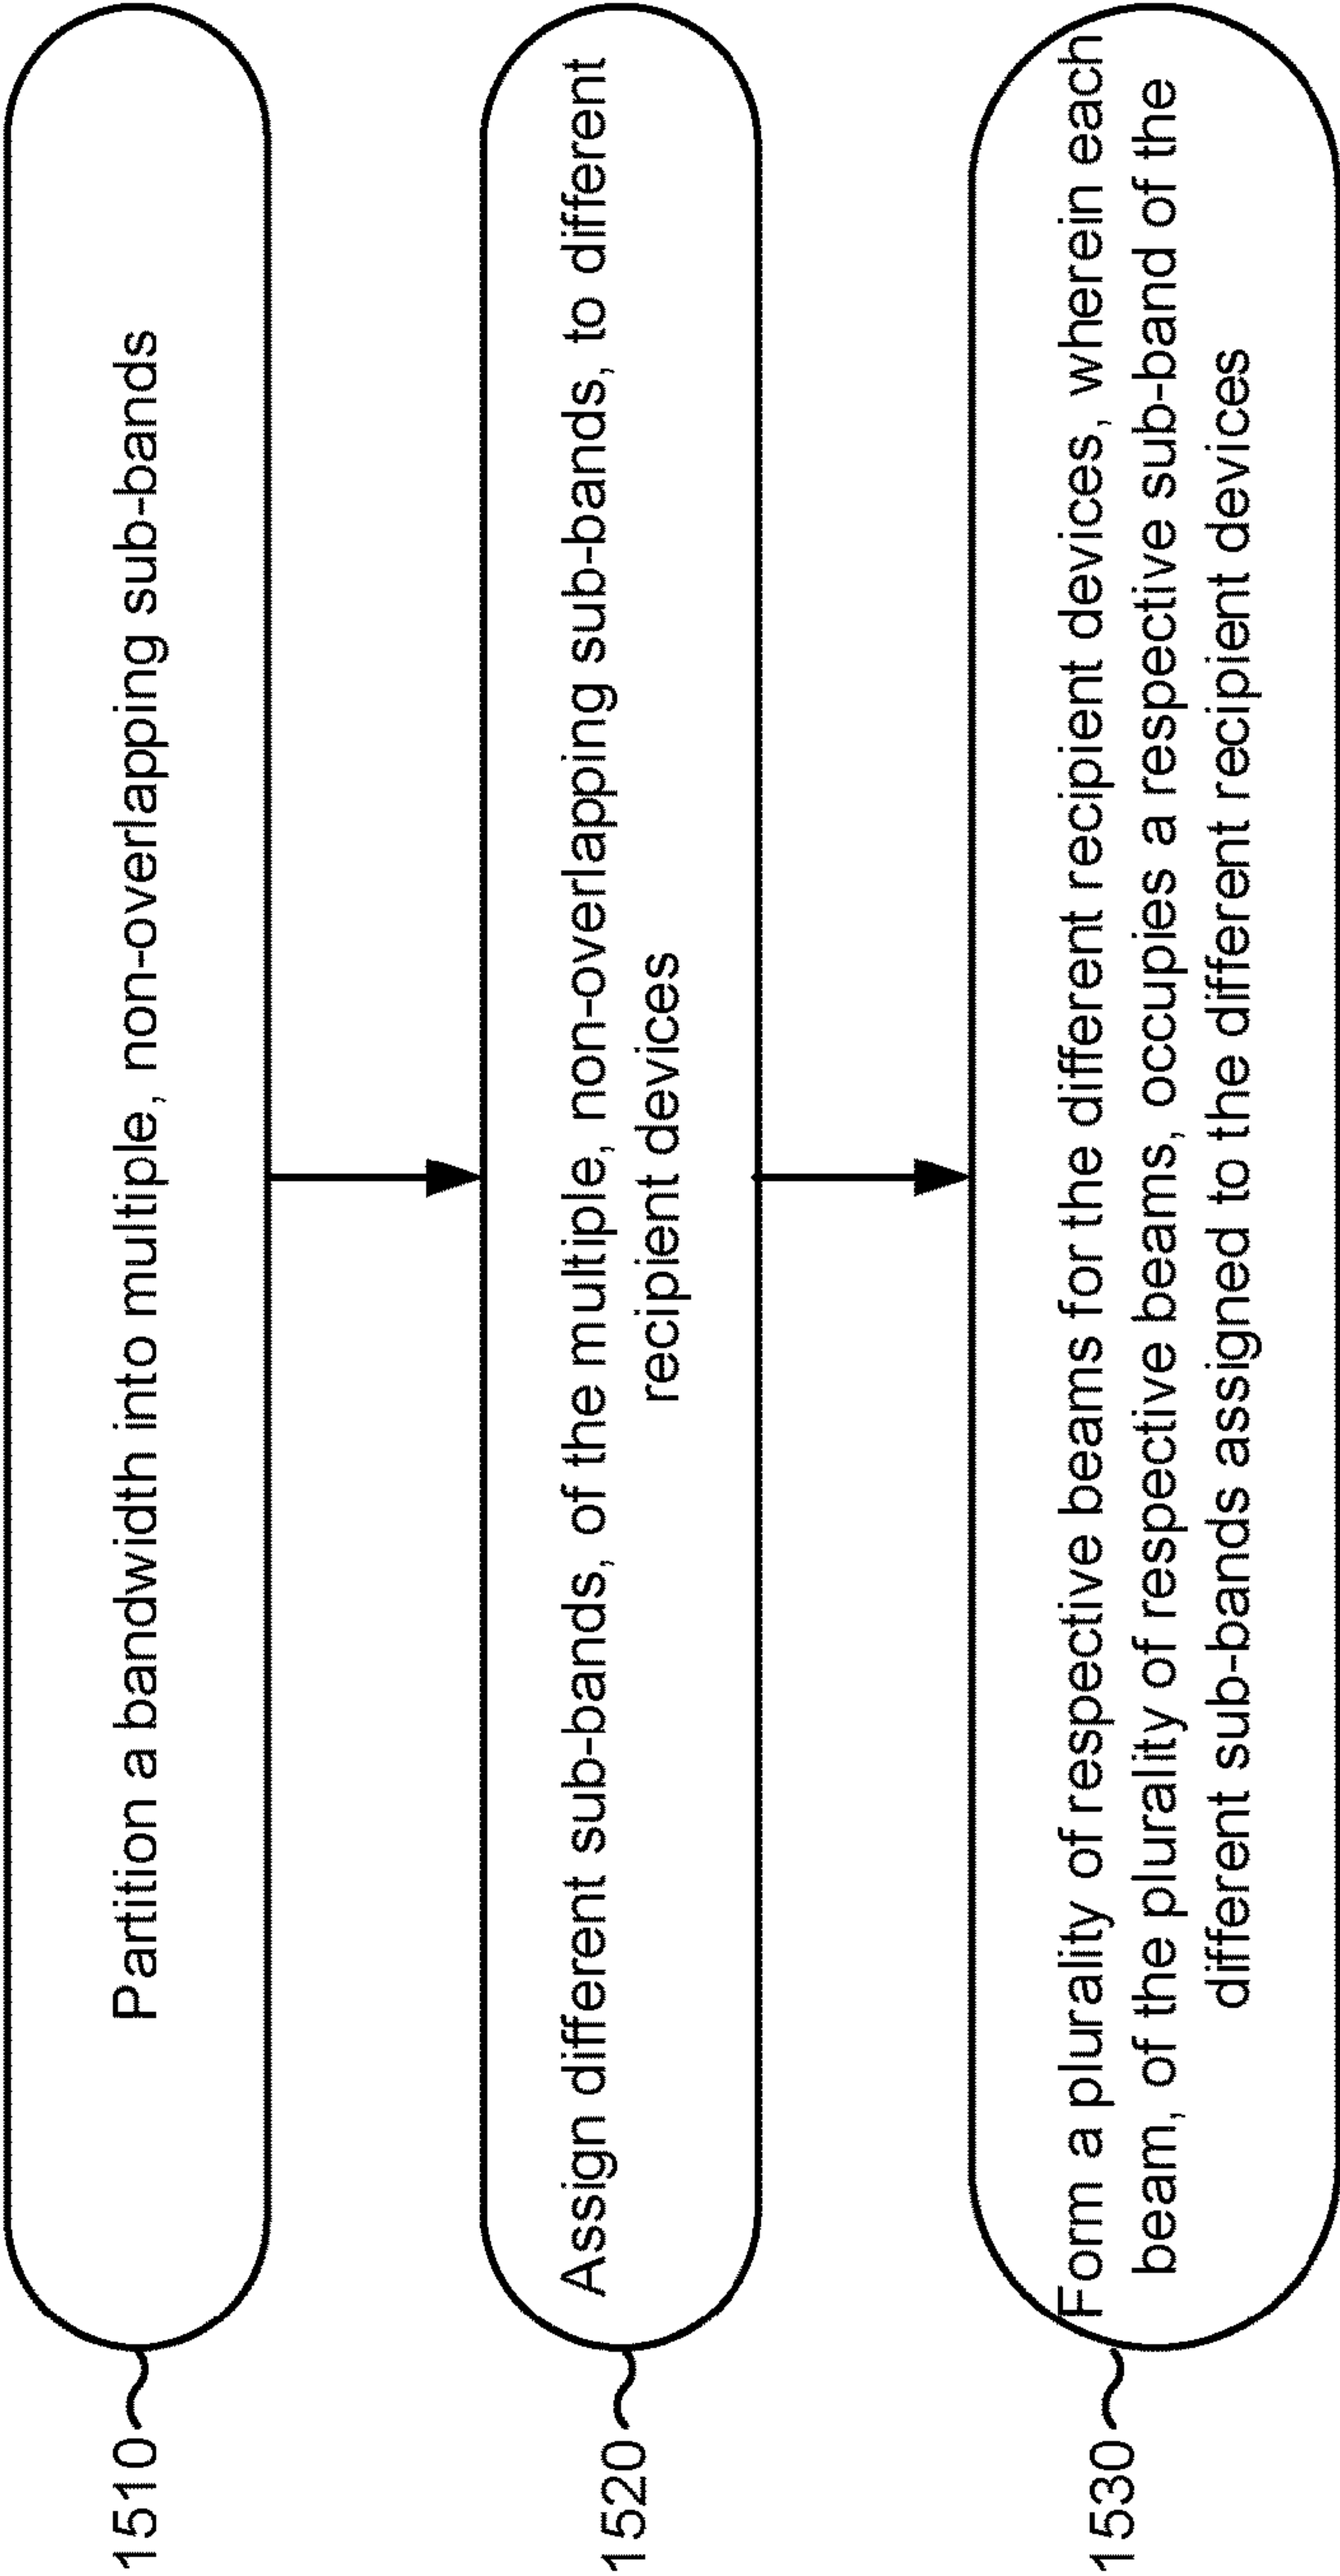 1510
Partition a bandwidth into multiple, non-overlapping sub-bands
1520
Assign different sub-bands, of the multiple, non-overlapping sub-bands, to different
recipient devices
1530
Form a plurality of respective beams for the different recipient devices, wherein each
beam, of the plurality of respective beams, occupies a respective sub-band of the
different sub-bands assigned to the different recipient devices